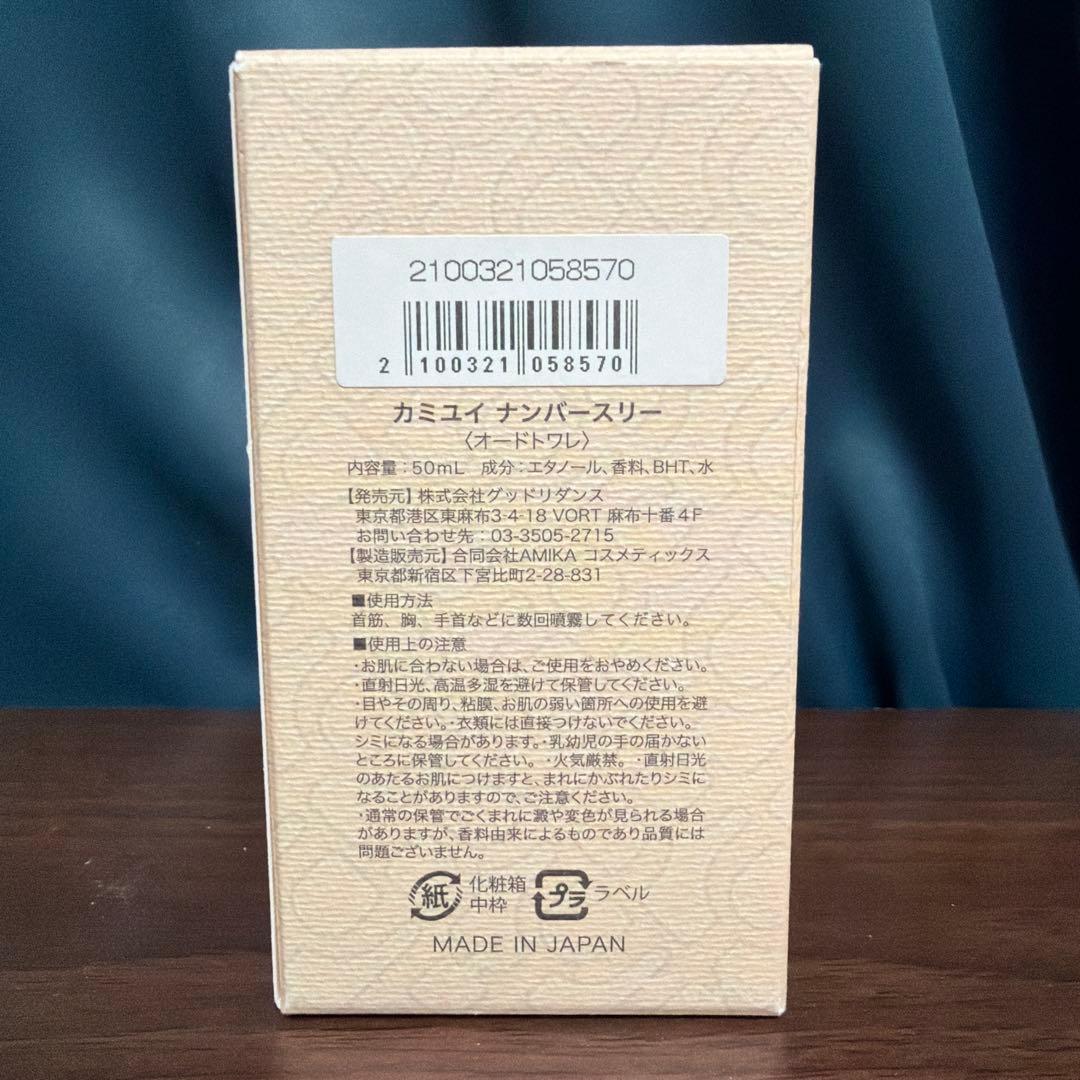 2100321058570
2 100321 058570
カミユイ ナンバースリー
〈オードトワレ〉
内容量：50mL 成分：エタノール、香料、BHT、水
【発売元】株式会社グッドリダンス
東京都港区東麻布3-4-18 VORT 麻布十番4F
お問い合わせ先：03-3505-2715
【製造販売元】合同会社AMIKA コスメティックス
東京都新宿区下宮比町2-28-831
■使用方法
首筋、胸、手首などに数回噴霧してください。
■使用上の注意
・お肌に合わない場合は、ご使用をおやめください。
・直射日光、高温多湿を避けて保管してください。
・目やその周り、粘膜、お肌の弱い箇所への使用を避
けてください。・衣類には直接つけないでください。
シミになる場合があります。・乳幼児の手の届かない
ところに保管してください。・火気厳禁。・直射日光
のあたるお肌につけますと、まれにかぶれたりシミに
なることがありますので、ご注意ください。
・通常の保管でごくまれに澱や変色が見られる場合
がありますが、香料由来によるものであり品質には
問題ございません。
紙 化粧箱 プラ ラベル
中枠
MADE IN JAPAN